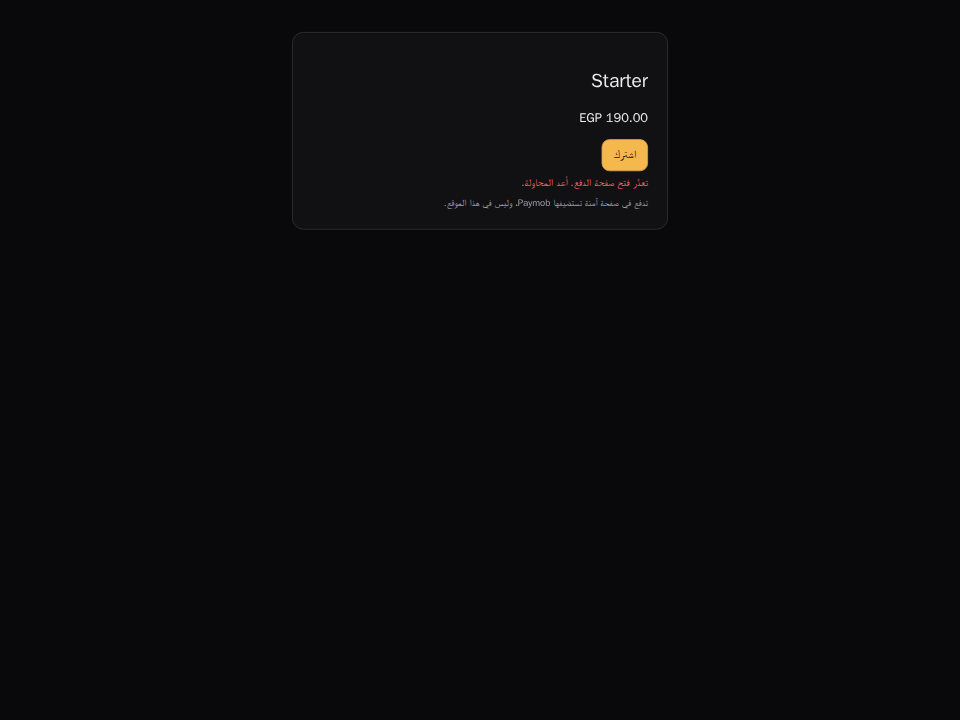 Starter
EGP 190.00
اشترك
تعذّر فتح صفحة الدفع. أعد المحاولة.
تدفع في صفحة آمنة تستضيفها Paymob، وليس في هذا الموقع.